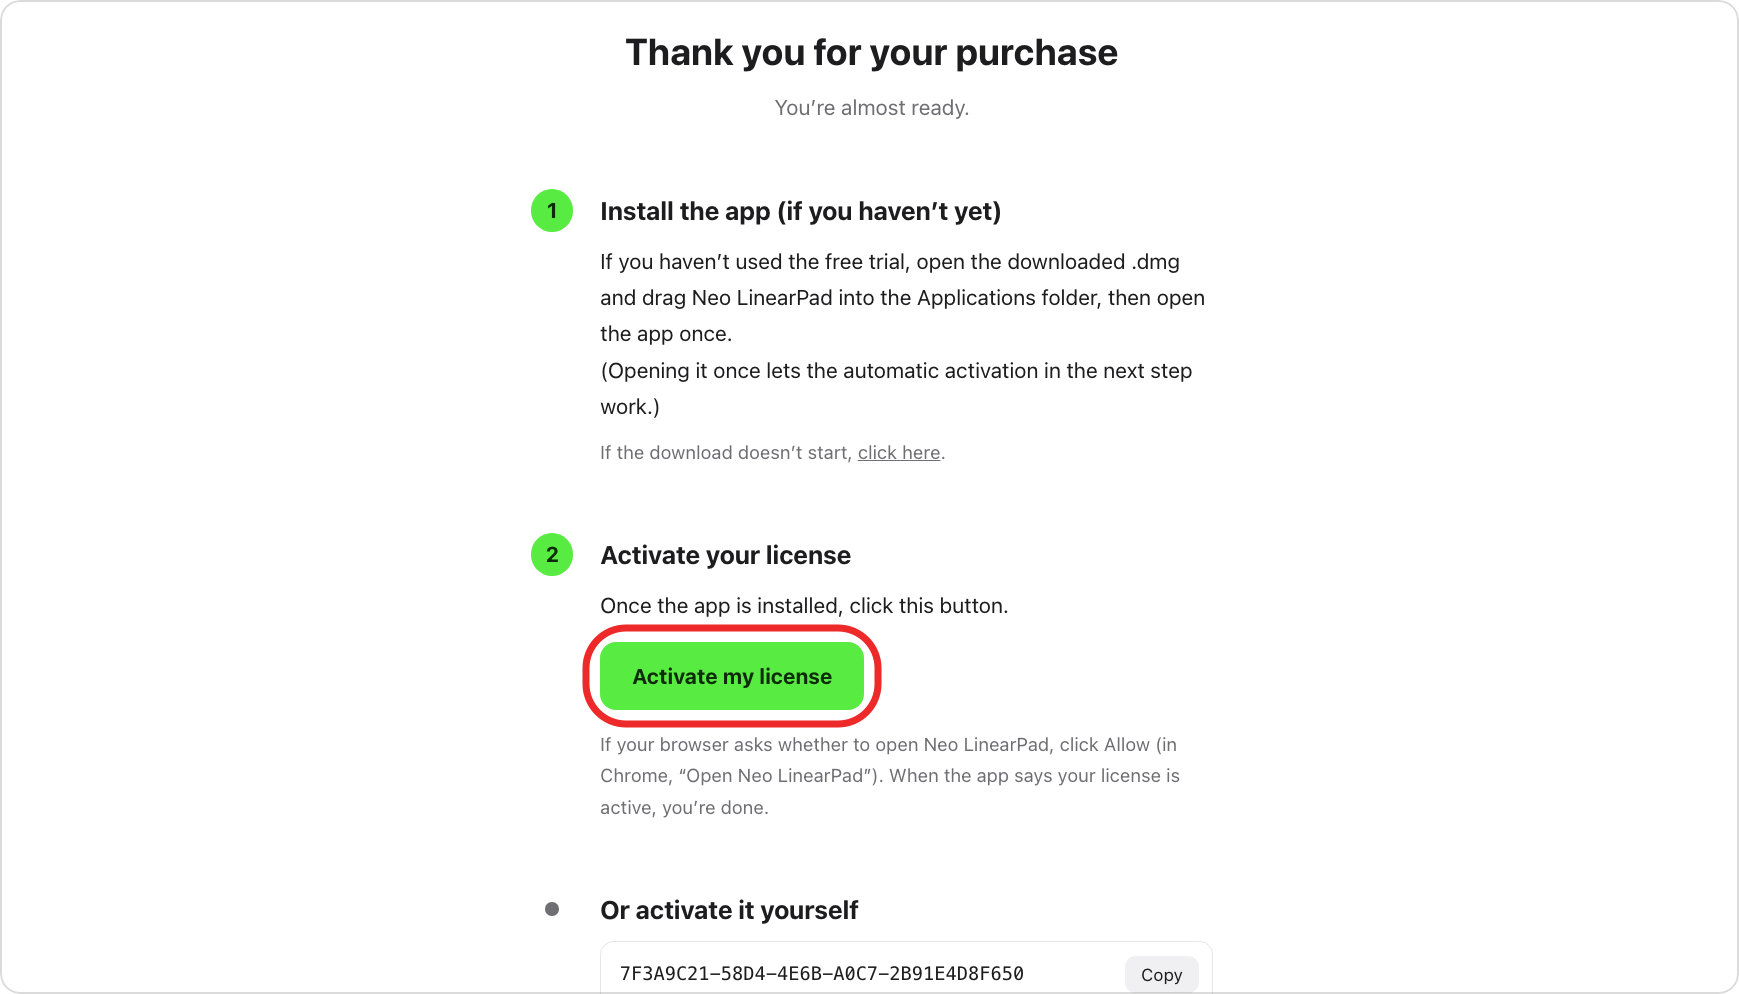 Thank you for your purchase
You’re almost ready.
1
Install the app (if you haven’t yet)
If you haven’t used the free trial, open the downloaded .dmg
and drag Neo LinearPad into the Applications folder, then open
the app once.
(Opening it once lets the automatic activation in the next step
work.)
If the download doesn’t start, click here.
2
Activate your license
Once the app is installed, click this button.
Activate my license
If your browser asks whether to open Neo LinearPad, click Allow (in
Chrome, “Open Neo LinearPad”). When the app says your license is
active, you’re done.
Or activate it yourself
7F3A9C21-58D4-4E6B-A0C7-2B91E4D8F650
Copy